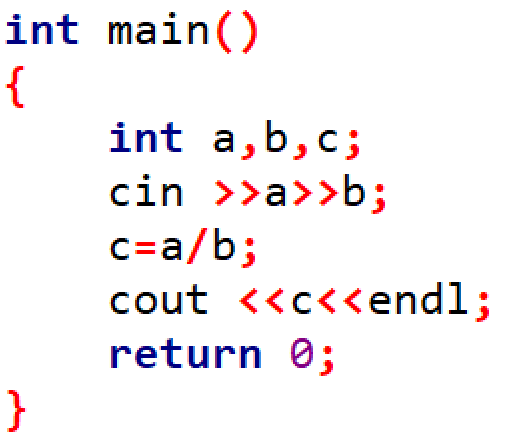 int main()
{
    int a,b,c;
    cin >>a>>b;
    c=a/b;
    cout <<c<<endl;
    return 0;
}